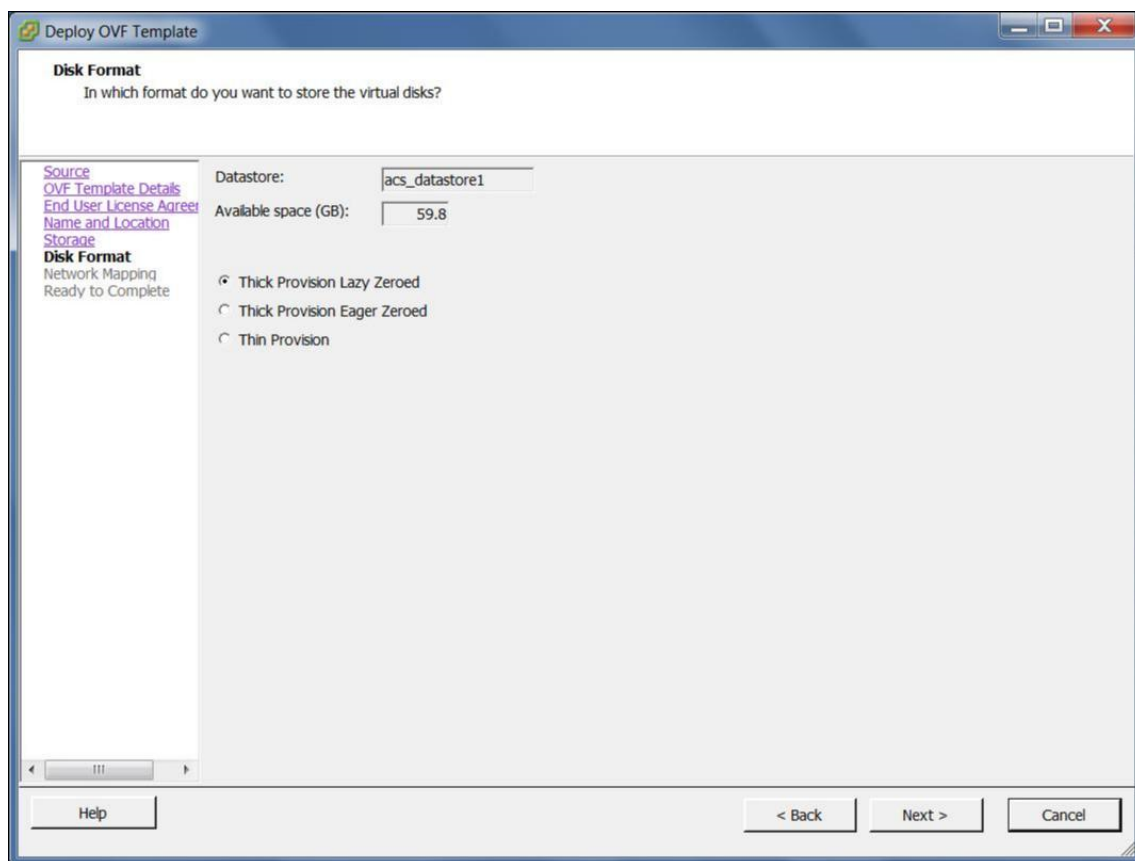 Deploy OVF Template
Disk Format
In which format do you want to store the virtual disks?
Source
OVF Template Details
End User License Agreer
Name and Location
Storage
Disk Format
Network Mapping
Ready to Complete
Datastore: acs_datastore1
Available space (GB): 59.8
Thick Provision Lazy Zeroed
Thick Provision Eager Zeroed
Thin Provision
Help < Back Next > Cancel